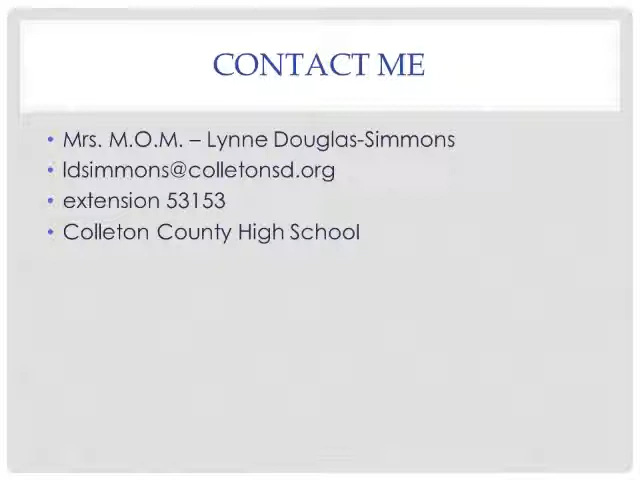 CONTACT ME
• Mrs. M.O.M. – Lynne Douglas-Simmons
• ldsimmons@colletonsd.org
• extension 53153
• Colleton County High School